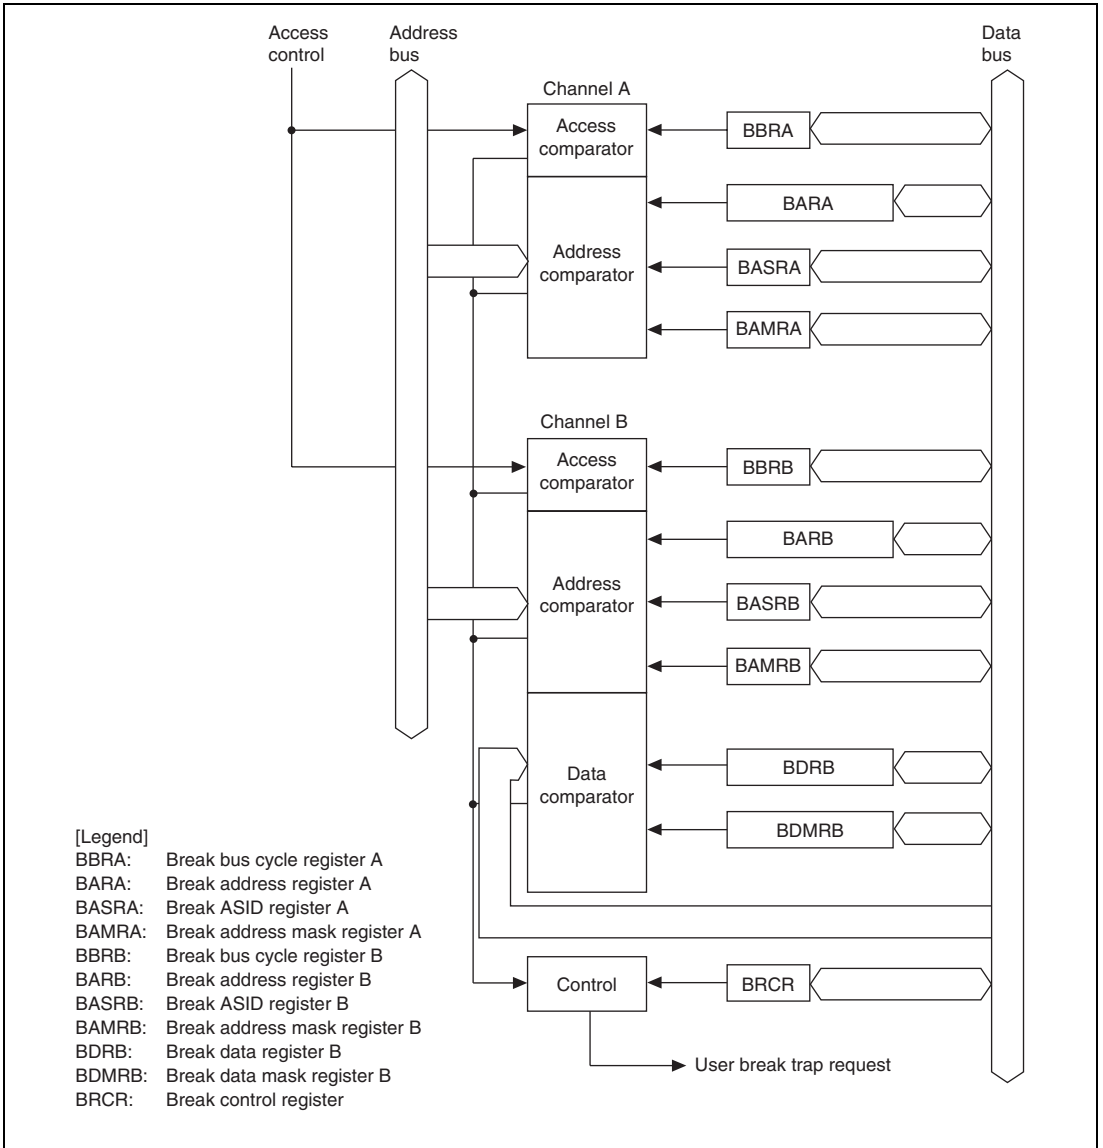 Access
control
Address
bus
Data
bus
Channel A
Access
comparator
BBRA
BARA
Address
comparator
BASRA
BAMRA
Channel B
Access
comparator
BBRB
BARB
Address
comparator
BASRB
BAMRB
Data
comparator
BDRB
BDMRB
Control
BRCR
User break trap request
[Legend]
BBRA: Break bus cycle register A
BARA: Break address register A
BASRA: Break ASID register A
BAMRA: Break address mask register A
BBRB: Break bus cycle register B
BARB: Break address register B
BASRB: Break ASID register B
BAMRB: Break address mask register B
BDRB: Break data register B
BDMRB: Break data mask register B
BRCR: Break control register